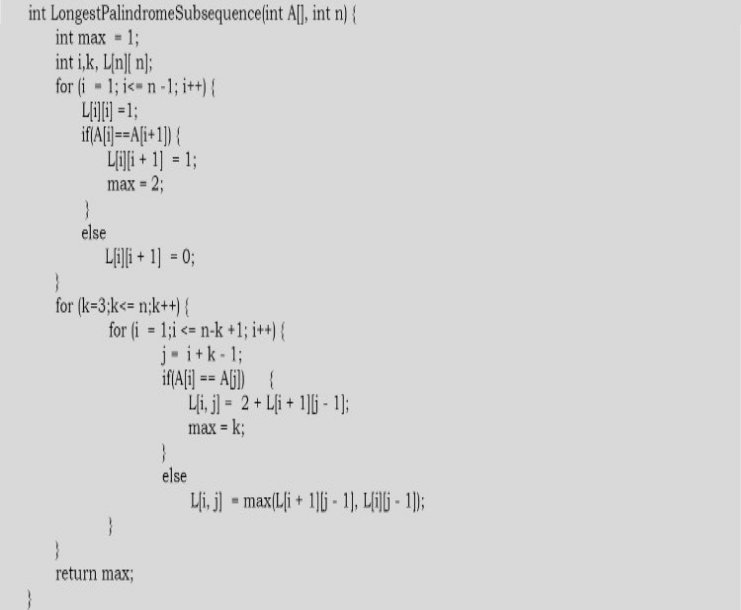 int LongestPalindromeSubsequence(int A[], int n) {
int max = 1;
int i,k, L[n][ n];
for (i = 1; i<= n -1; i++) {
L[i][i] =1;
if(A[i]==A[i+1]) {
L[i][i + 1] = 1;
max = 2;
}
else
L[i][i + 1] = 0;
}
for (k=3;k<= n;k++) {
for (i = 1;i <= n-k +1; i++) {
j = i + k - 1;
if(A[i] == A[j]) {
L[i, j] = 2 + L[i + 1][j - 1];
max = k;
}
else
L[i, j] = max(L[i + 1][j - 1], L[i][j - 1]);
}
}
return max;
}